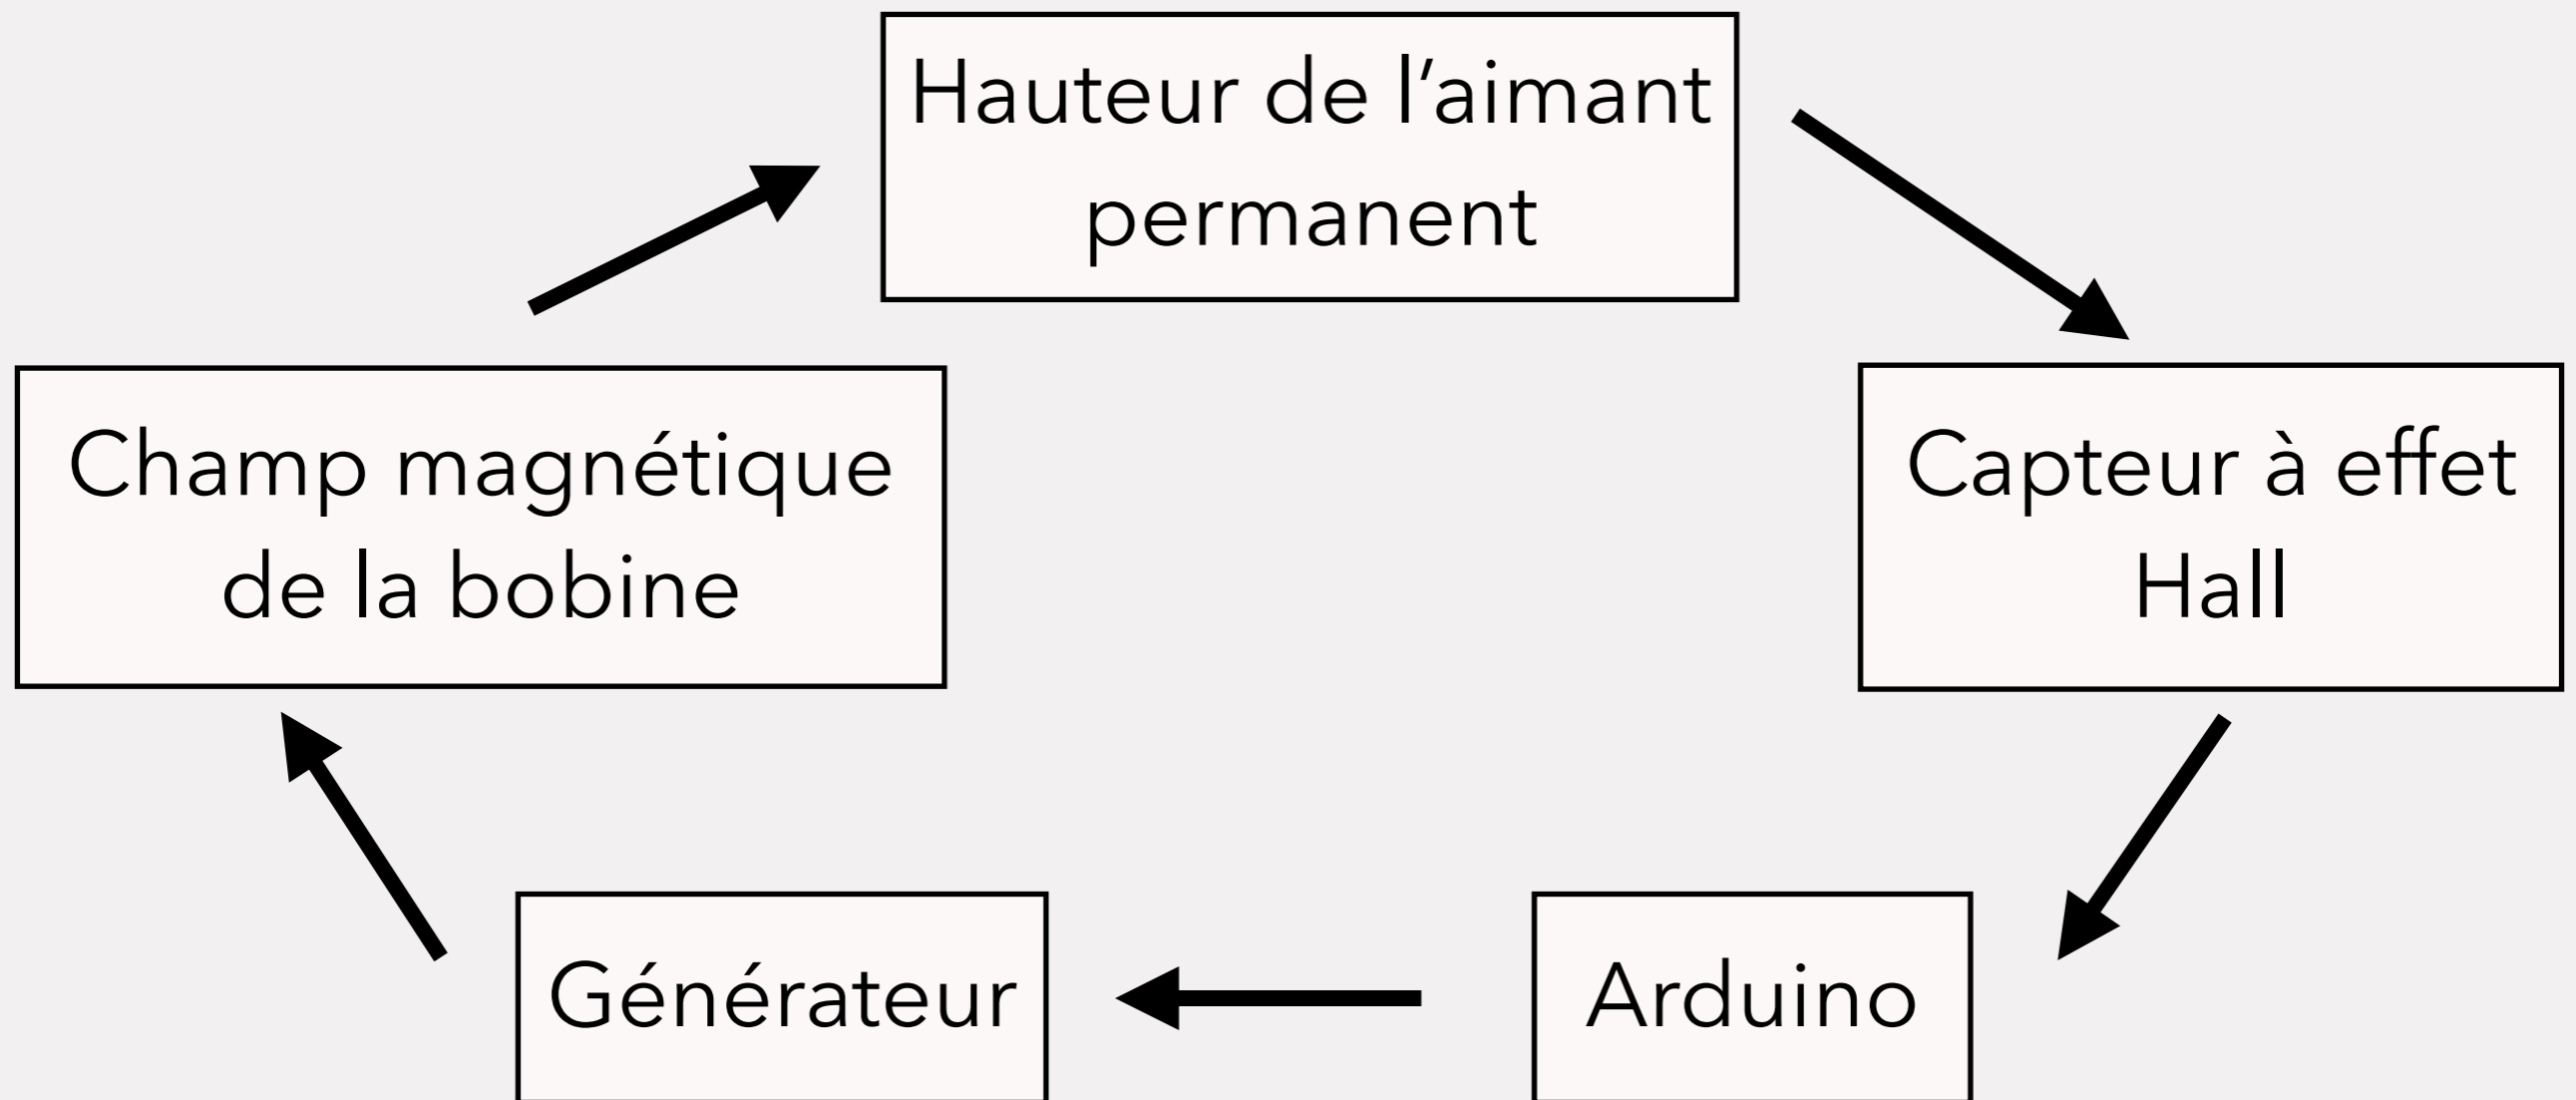 Hauteur de l’aimant
permanent
Champ magnétique
de la bobine
Capteur à effet
Hall
Générateur
Arduino